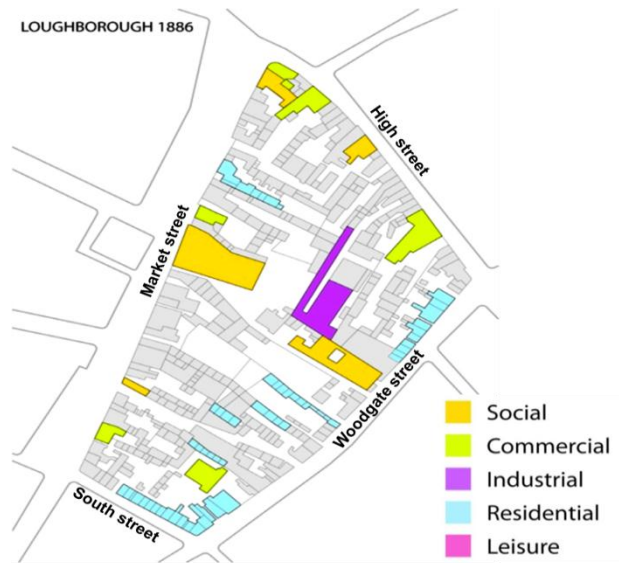 LOUGHBOROUGH 1886
High street
Market street
Woodgate street
South street
Social
Commercial
Industrial
Residential
Leisure